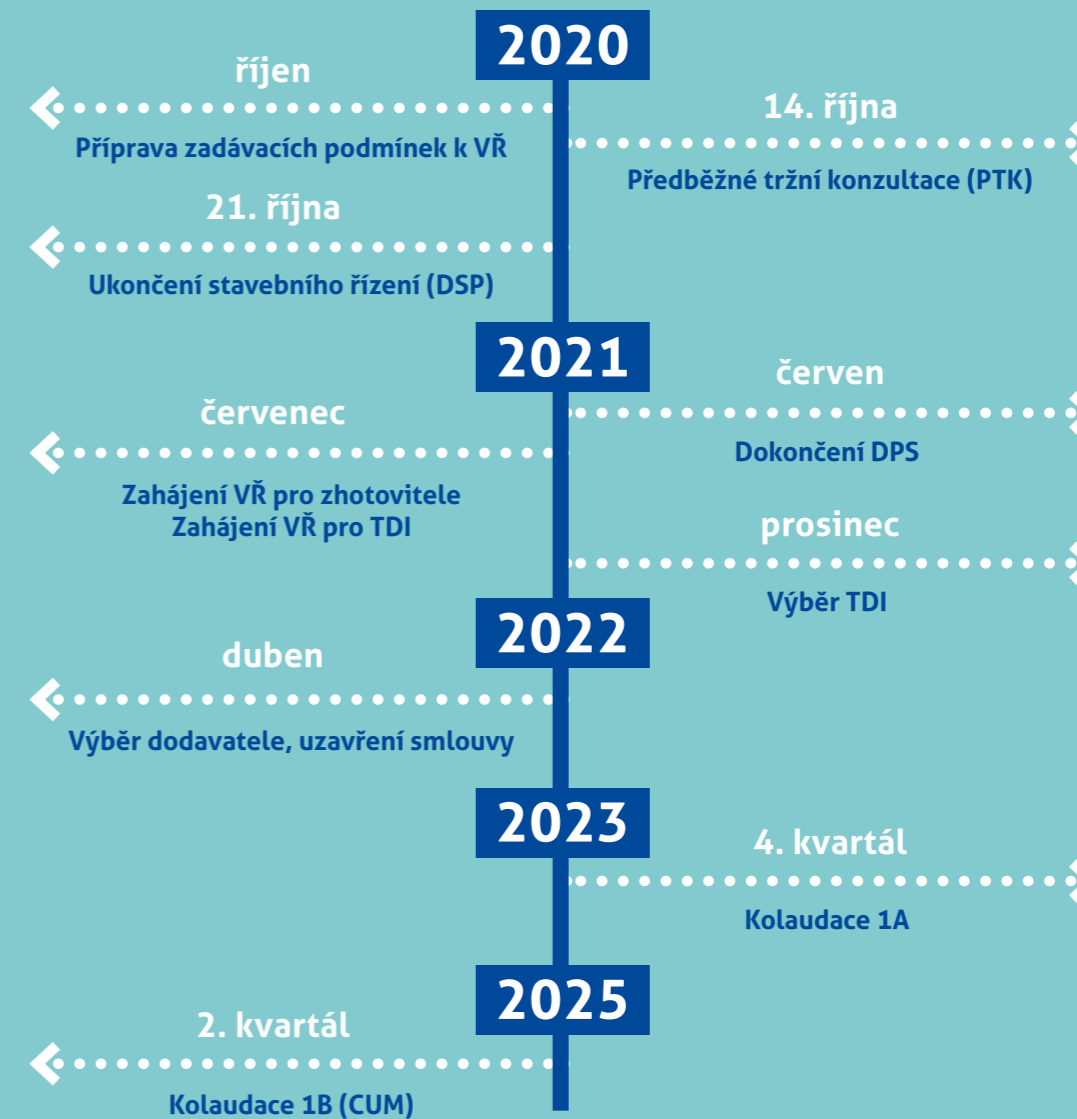 2020
říjen
Příprava zadávacích podmínek k VŘ
14. října
Předběžné tržní konzultace (PTK)
21. října
Ukončení stavebního řízení (DSP)
2021
červen
Dokončení DPS
červenec
Zahájení VŘ pro zhotovitele
Zahájení VŘ pro TDI
prosinec
Výběr TDI
2022
duben
Výběr dodavatele, uzavření smlouvy
2023
4. kvartál
Kolaudace 1A
2025
2. kvartál
Kolaudace 1B (CUM)